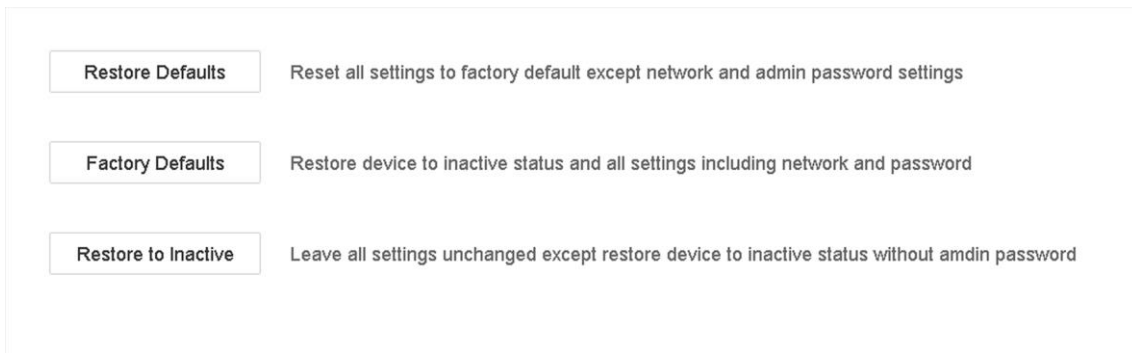 Restore Defaults Reset all settings to factory default except network and admin password settings
Factory Defaults Restore device to inactive status and all settings including network and password
Restore to Inactive Leave all settings unchanged except restore device to inactive status without amdin password